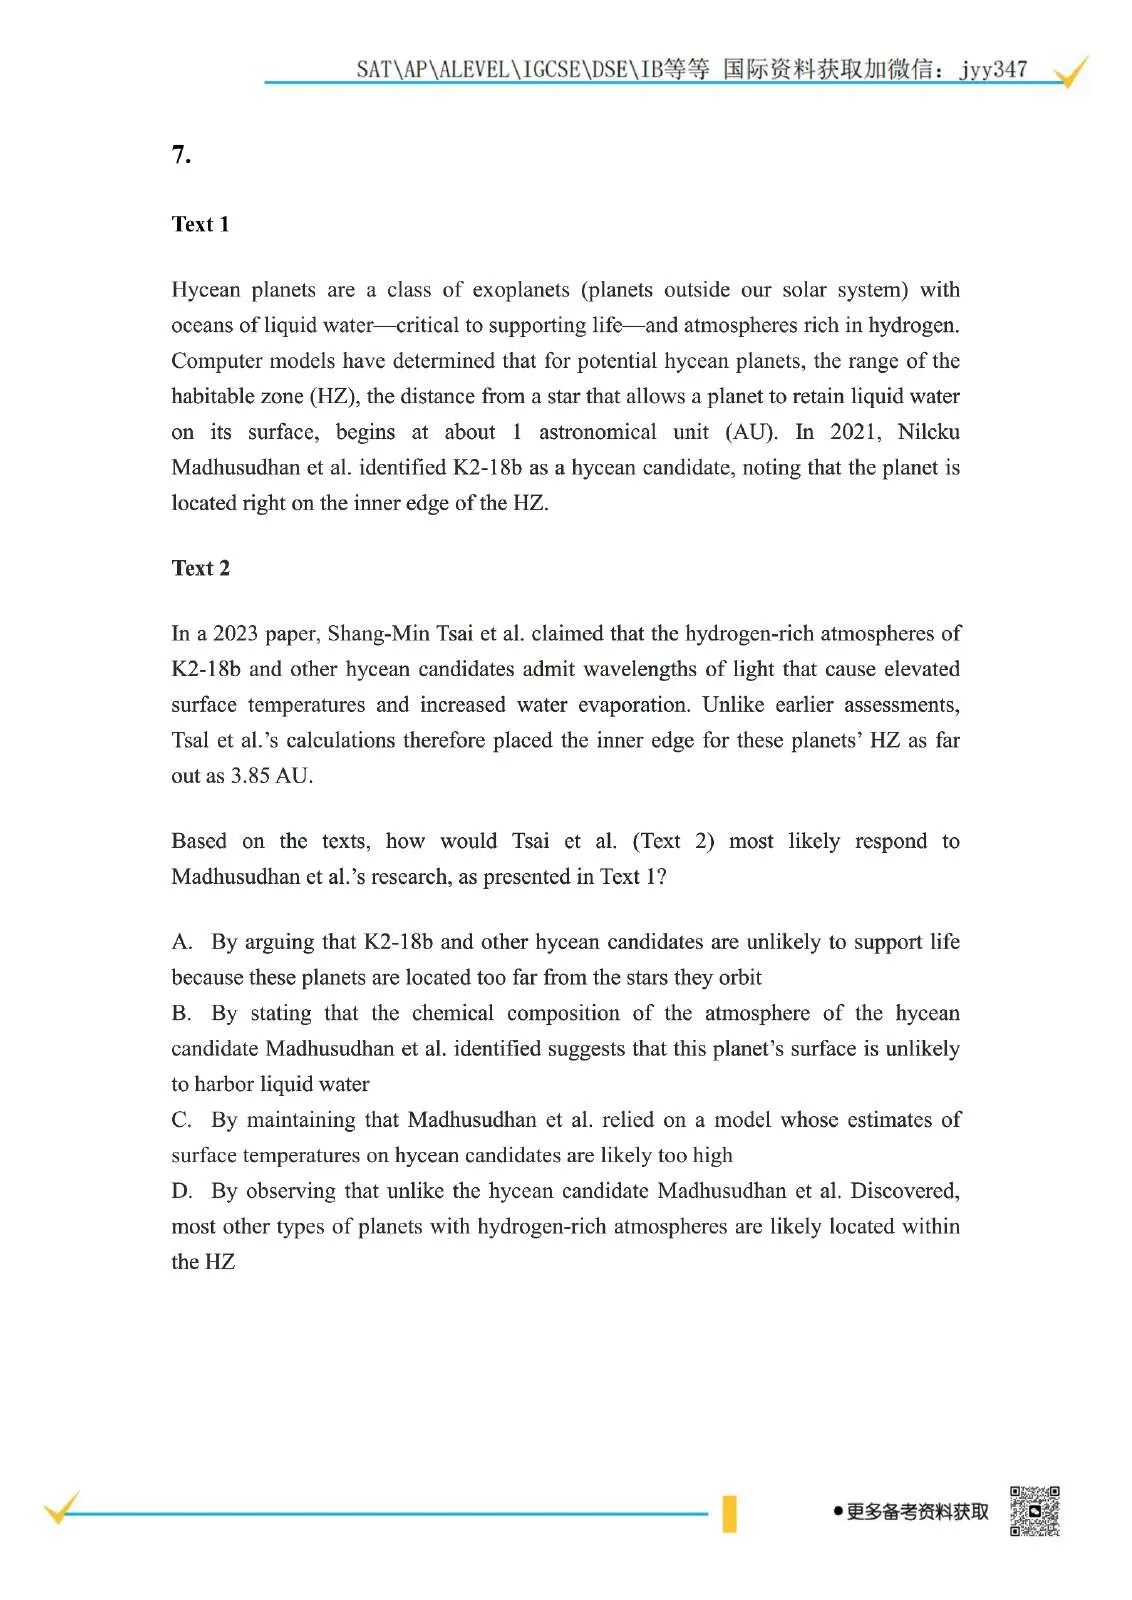 SAT\AP\ALEVEL\IGCSE\DSE\IB等等 国际资料获取加微信：jyy347
7.
Text 1
Hycean planets are a class of exoplanets (planets outside our solar system) with
oceans of liquid water—critical to supporting life—and atmospheres rich in hydrogen.
Computer models have determined that for potential hycean planets, the range of the
habitable zone (HZ), the distance from a star that allows a planet to retain liquid water
on its surface, begins at about 1 astronomical unit (AU). In 2021, Nilcku
Madhusudhan et al. identified K2-18b as a hycean candidate, noting that the planet is
located right on the inner edge of the HZ.
Text 2
In a 2023 paper, Shang-Min Tsai et al. claimed that the hydrogen-rich atmospheres of
K2-18b and other hycean candidates admit wavelengths of light that cause elevated
surface temperatures and increased water evaporation. Unlike earlier assessments,
Tsal et al.’s calculations therefore placed the inner edge for these planets’ HZ as far
out as 3.85 AU.
Based on the texts, how would Tsai et al. (Text 2) most likely respond to
Madhusudhan et al.’s research, as presented in Text 1?
A. By arguing that K2-18b and other hycean candidates are unlikely to support life
because these planets are located too far from the stars they orbit
B. By stating that the chemical composition of the atmosphere of the hycean
candidate Madhusudhan et al. identified suggests that this planet’s surface is unlikely
to harbor liquid water
C. By maintaining that Madhusudhan et al. relied on a model whose estimates of
surface temperatures on hycean candidates are likely too high
D. By observing that unlike the hycean candidate Madhusudhan et al. Discovered,
most other types of planets with hydrogen-rich atmospheres are likely located within
the HZ
●更多备考资料获取